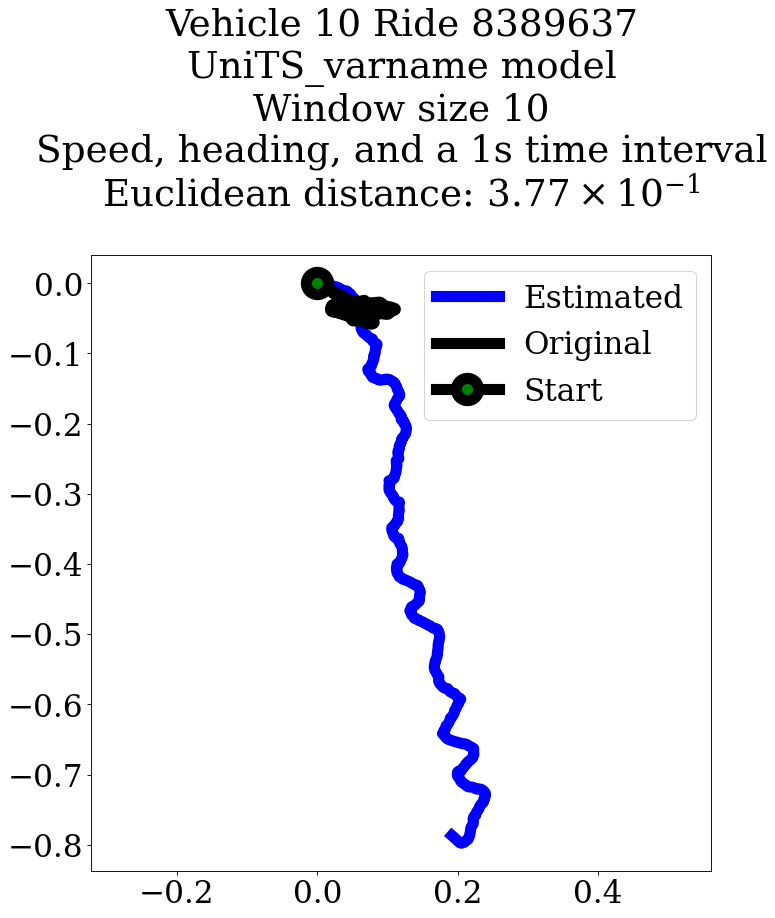 Vehicle 10 Ride 8389637
UniTS_varname model
Window size 10
Speed, heading, and a 1s time interval
Euclidean distance: 3.77 × 10⁻¹
Estimated
Original
Start
0.0
−0.1
−0.2
−0.3
−0.4
−0.5
−0.6
−0.7
−0.8
−0.2 0.0 0.2 0.4